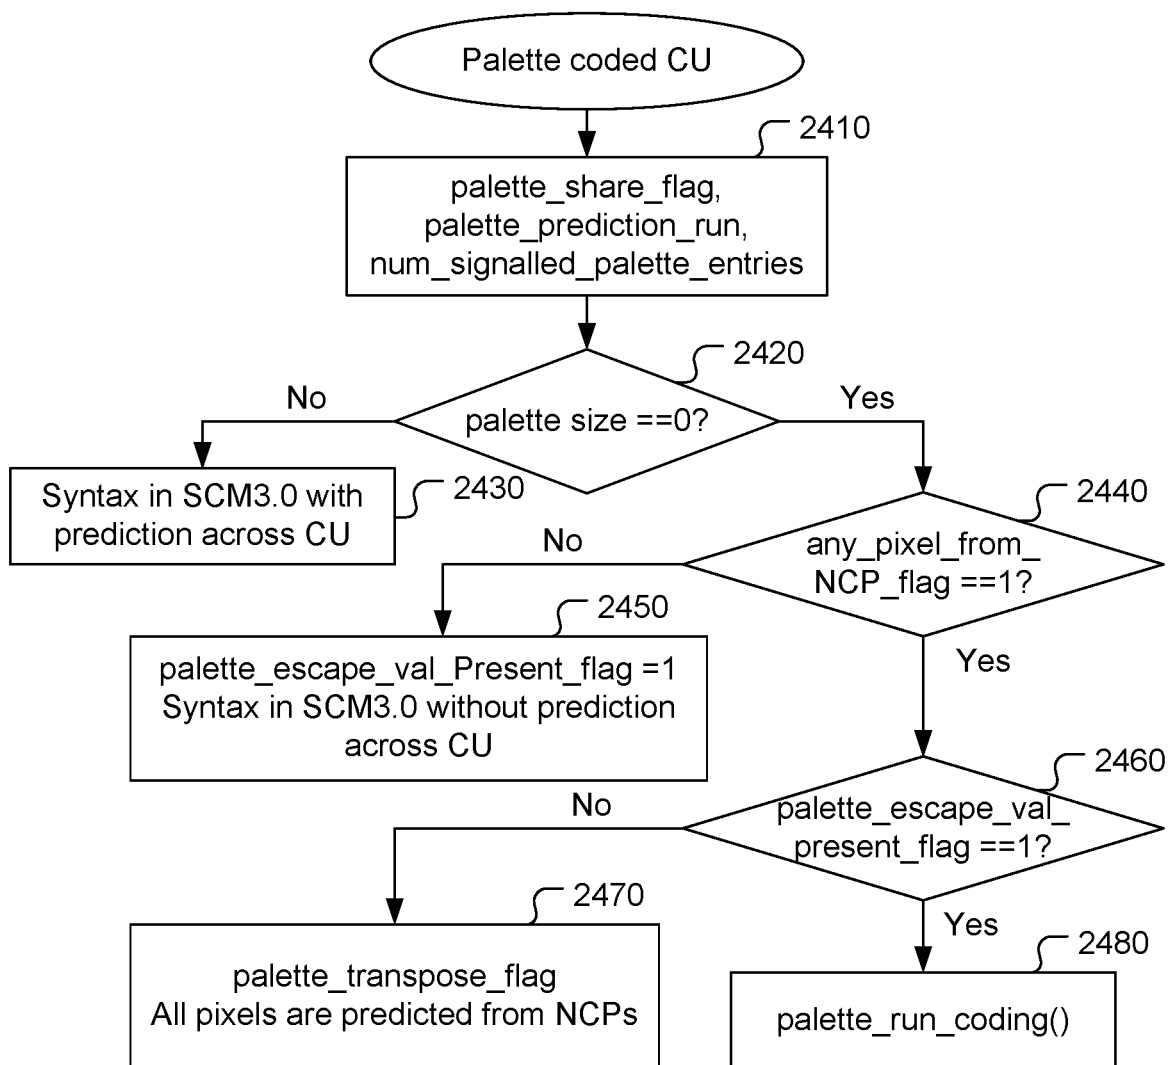 Palette coded CU
2410
palette_share_flag,
palette_prediction_run,
num_signalled_palette_entries
2420
No
Yes
palette size ==0?
Syntax in SCM3.0 with
prediction across CU
2430
2440
No
any_pixel_from_
NCP_flag ==1?
2450
palette_escape_val_Present_flag =1
Syntax in SCM3.0 without prediction
across CU
Yes
2460
No
palette_escape_val_
present_flag ==1?
2470
Yes
palette_transpose_flag
All pixels are predicted from NCPs
2480
palette_run_coding()